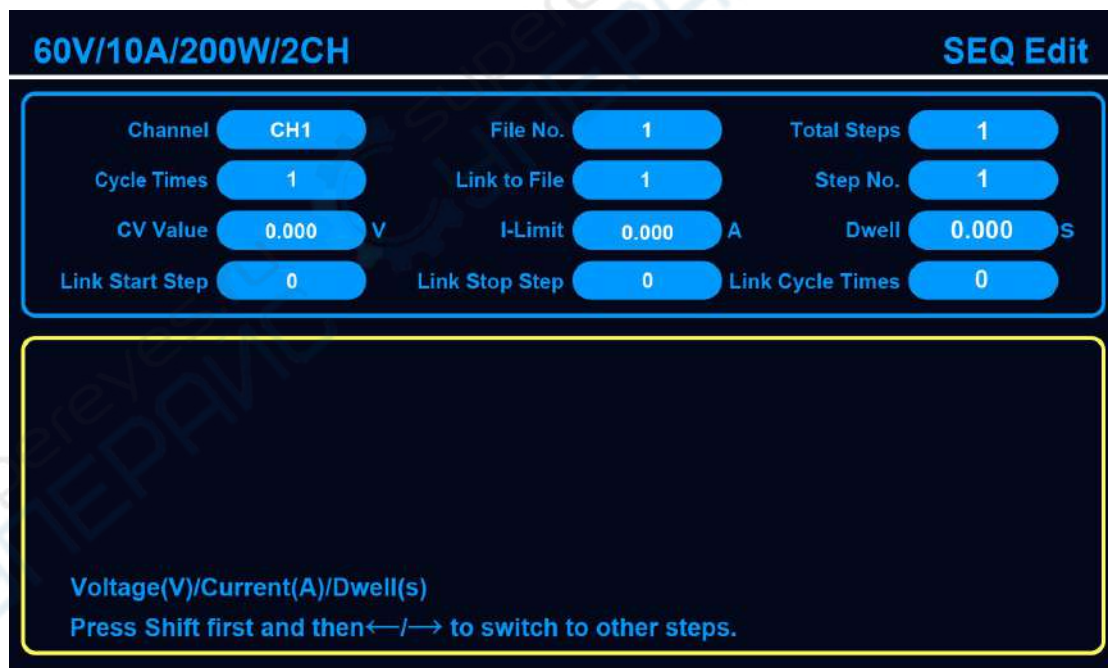 60V/10A/200W/2CH SEQ Edit
Channel CH1 File No. 1 Total Steps 1
Cycle Times 1 Link to File 1 Step No. 1
CV Value 0.000 V I-Limit 0.000 A Dwell 0.000 S
Link Start Step 0 Link Stop Step 0 Link Cycle Times 0
Voltage(V)/Current(A)/Dwell(s)
Press Shift first and then←/→ to switch to other steps.